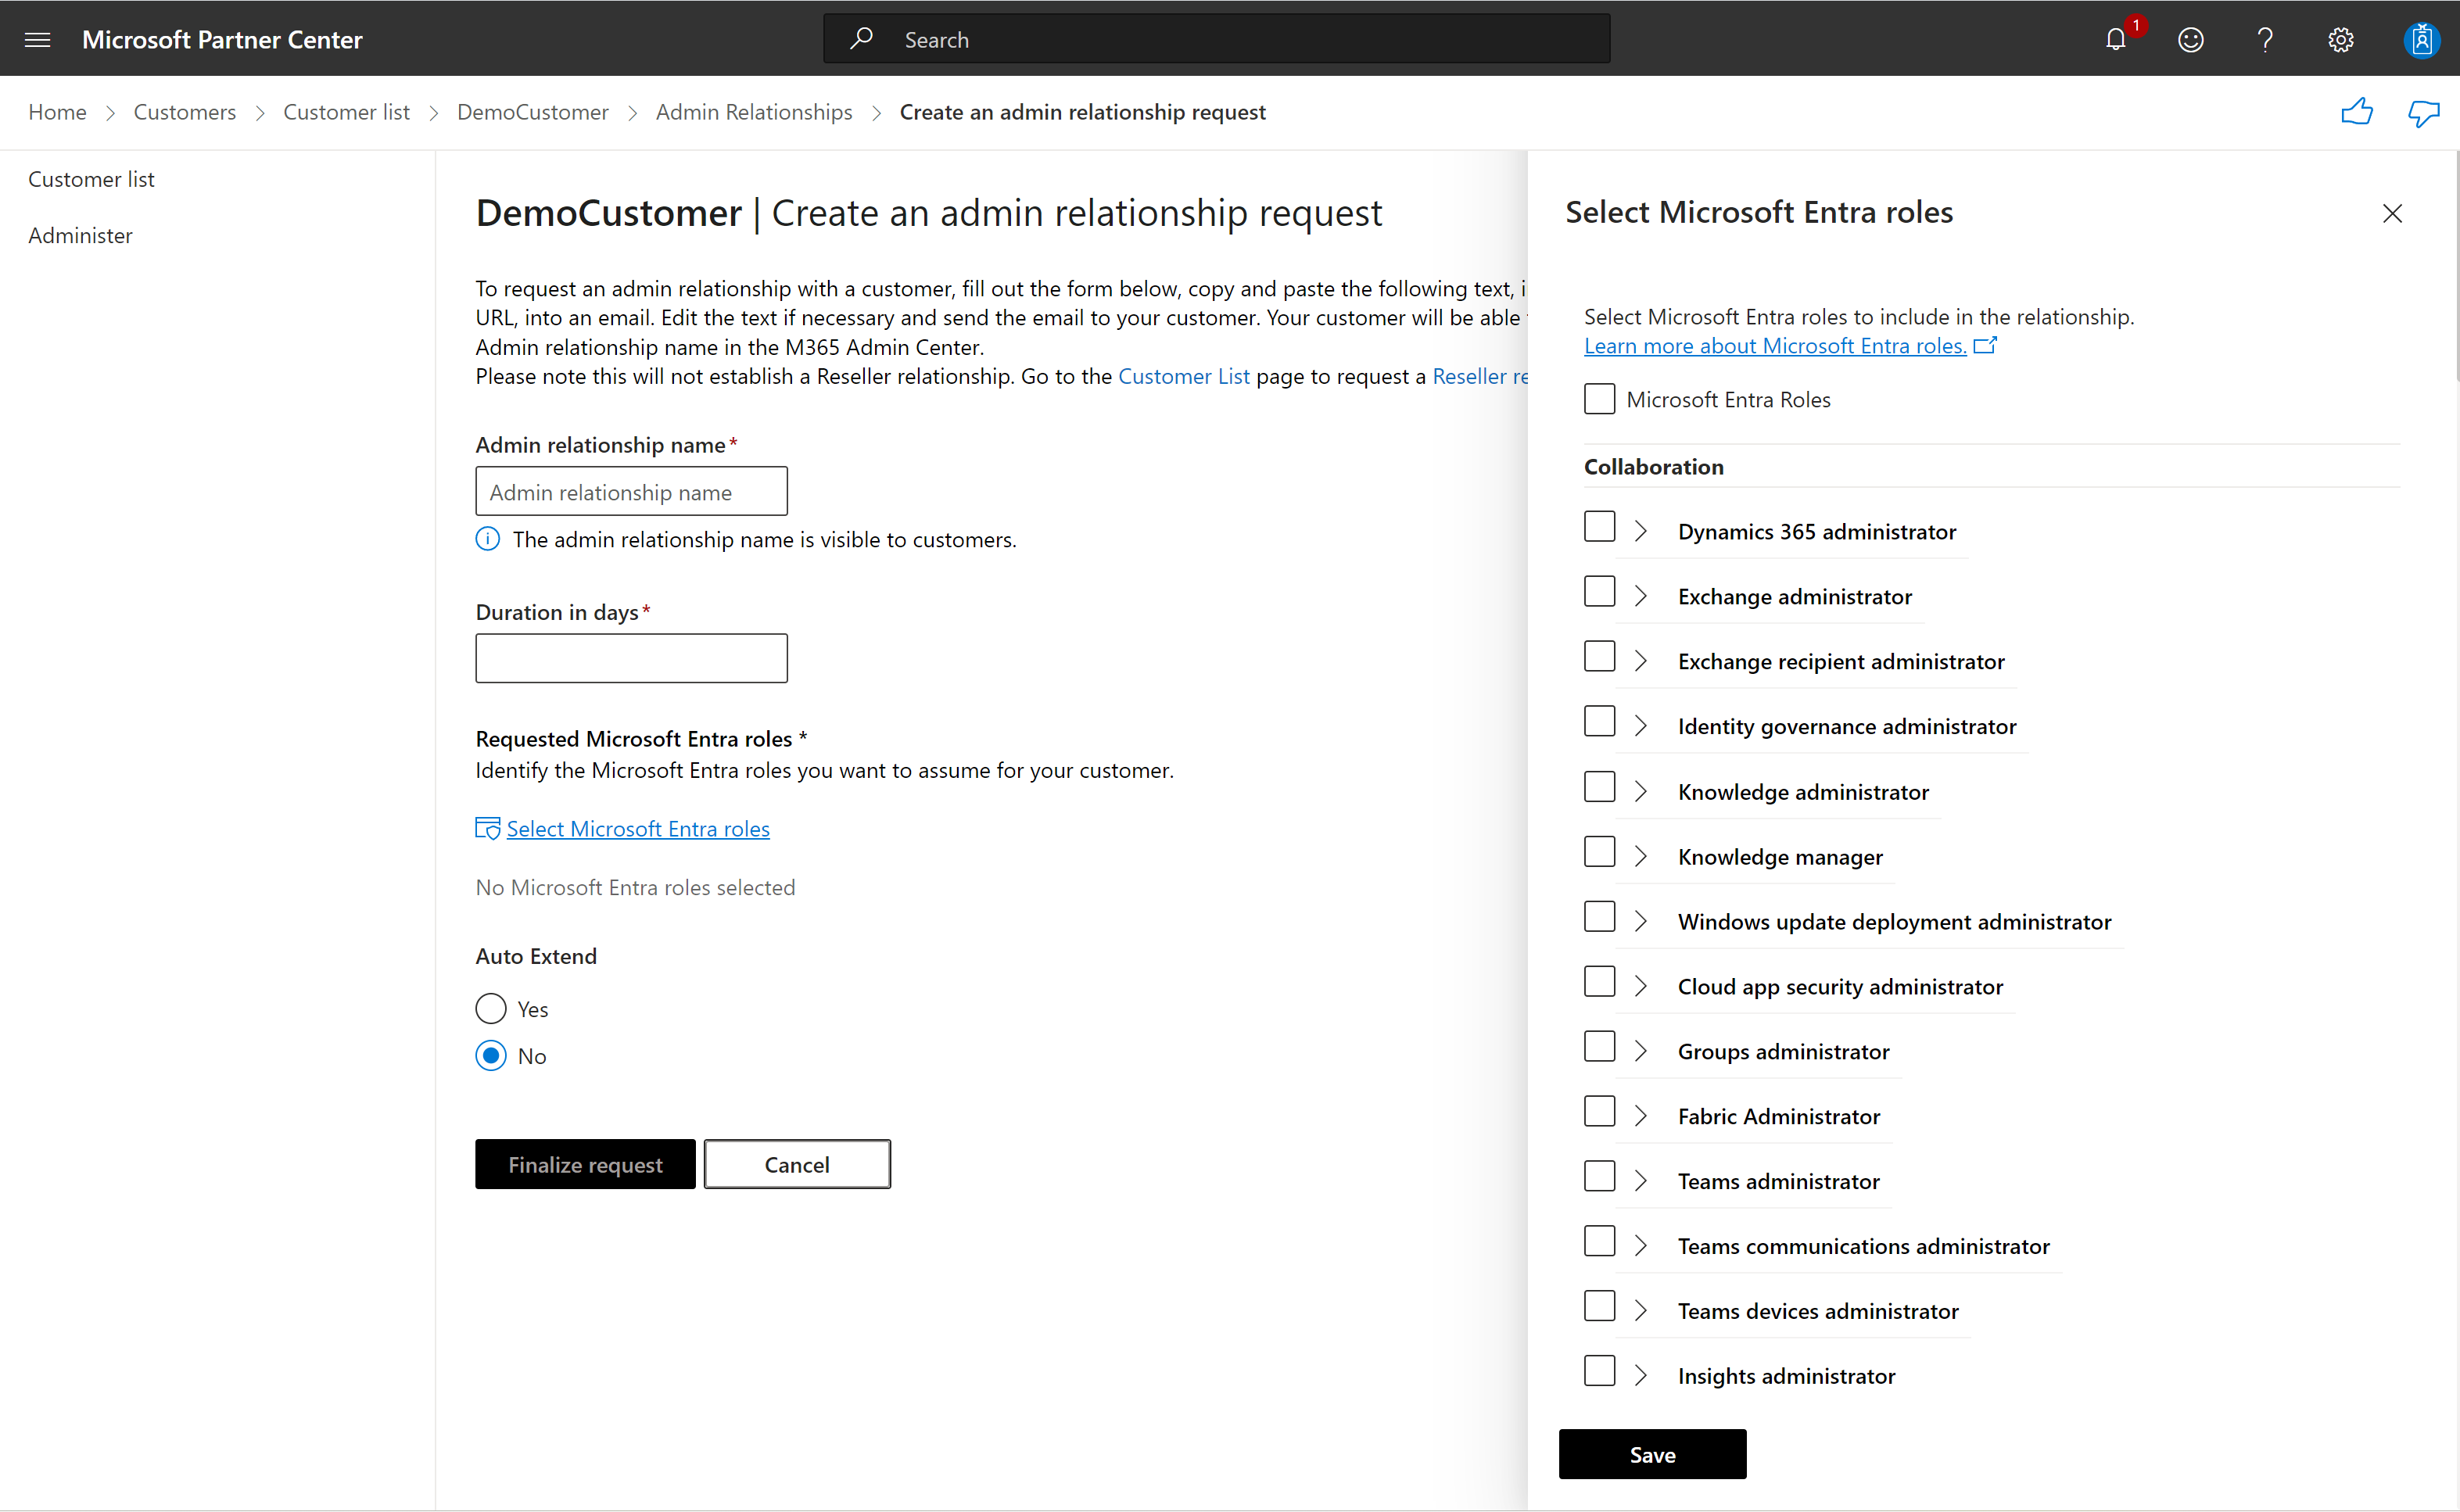 Microsoft Partner Center
Search
1
Home > Customers > Customer list > DemoCustomer > Admin Relationships > Create an admin relationship request
Customer list
Administer
DemoCustomer | Create an admin relationship request
To request an admin relationship with a customer, fill out the form below, copy and paste the following text, i
URL, into an email. Edit the text if necessary and send the email to your customer. Your customer will be able
Admin relationship name in the M365 Admin Center.
Please note this will not establish a Reseller relationship. Go to the Customer List page to request a Reseller re
Admin relationship name*
Admin relationship name
The admin relationship name is visible to customers.
Duration in days*
Requested Microsoft Entra roles *
Identify the Microsoft Entra roles you want to assume for your customer.
Select Microsoft Entra roles
No Microsoft Entra roles selected
Auto Extend
Yes
No
Finalize request
Cancel
Select Microsoft Entra roles
Select Microsoft Entra roles to include in the relationship.
Learn more about Microsoft Entra roles.
Microsoft Entra Roles
Collaboration
Dynamics 365 administrator
Exchange administrator
Exchange recipient administrator
Identity governance administrator
Knowledge administrator
Knowledge manager
Windows update deployment administrator
Cloud app security administrator
Groups administrator
Fabric Administrator
Teams administrator
Teams communications administrator
Teams devices administrator
Insights administrator
Save